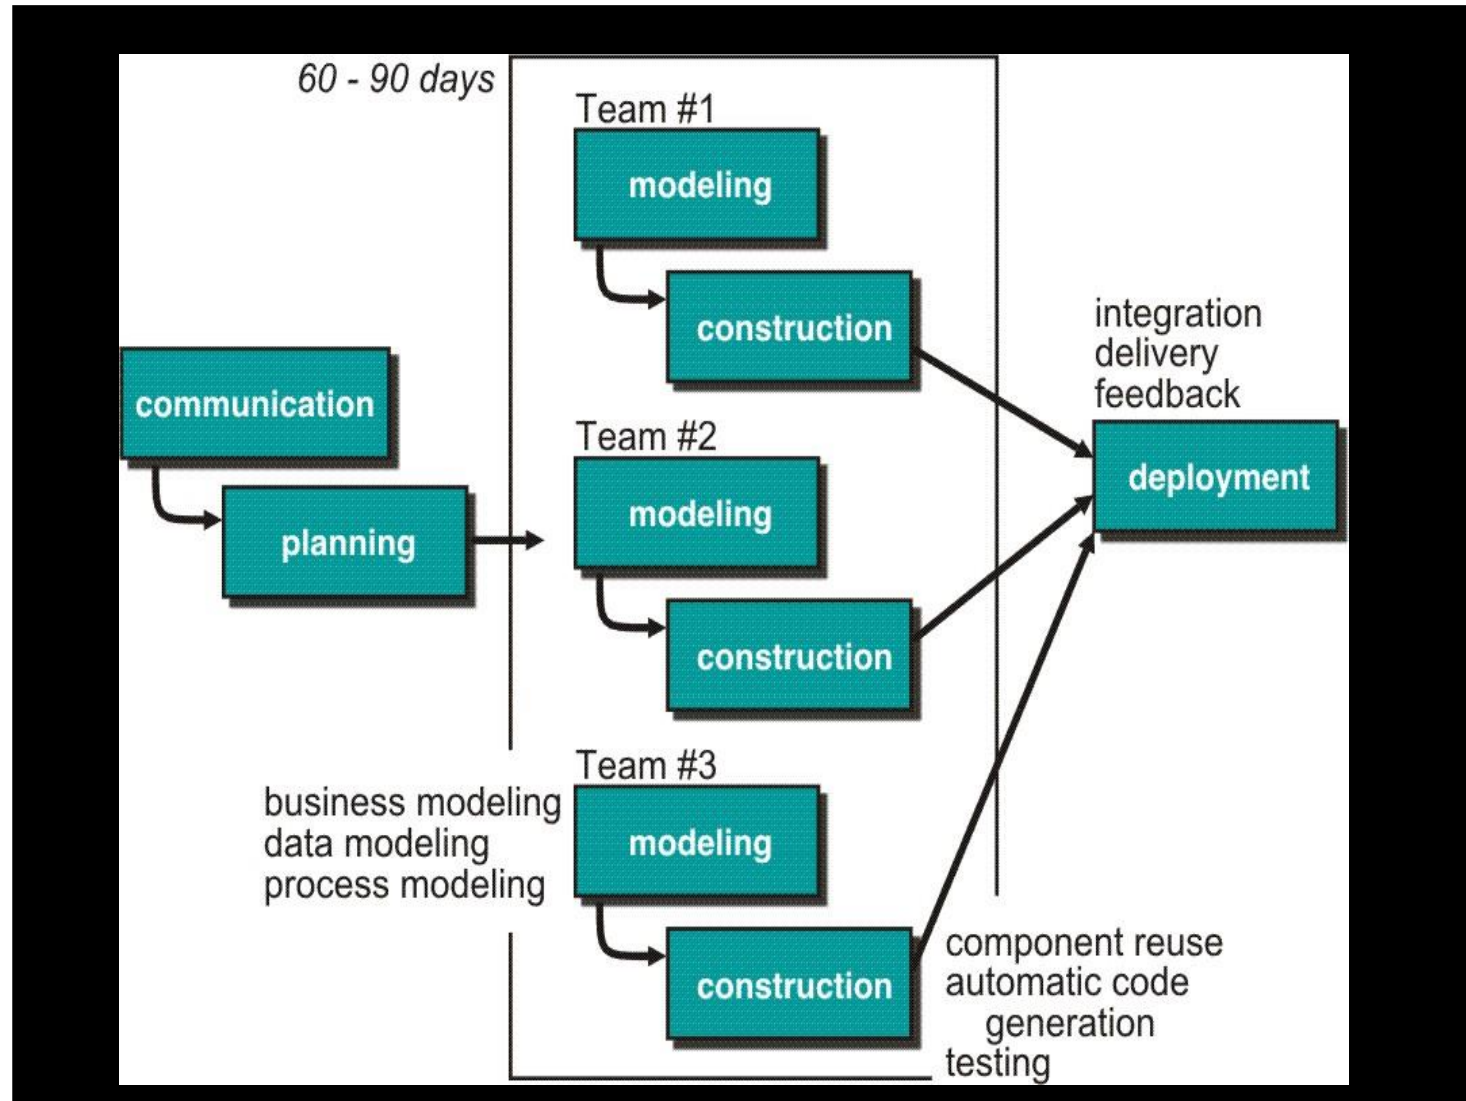 60 - 90 days
Team #1
modeling
construction
communication
planning
Team #2
modeling
construction
integration
delivery
feedback
deployment
Team #3
business modeling
data modeling
process modeling
modeling
construction
component reuse
automatic code
generation
testing